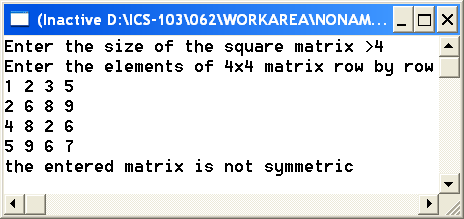 (Inactive D:\ICS-103\062\WORKAREA\NONAM...
Enter the size of the square matrix >4
Enter the elements of 4x4 matrix row by row
1 2 3 5
2 6 8 9
4 8 2 6
5 9 6 7
the entered matrix is not symmetric